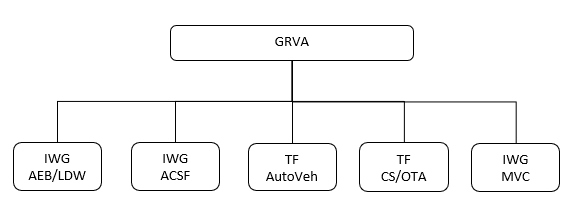 GRVA
IWG
AEB/LDW
IWG
ACSF
TF
AutoVeh
TF
CS/OTA
IWG
MVC